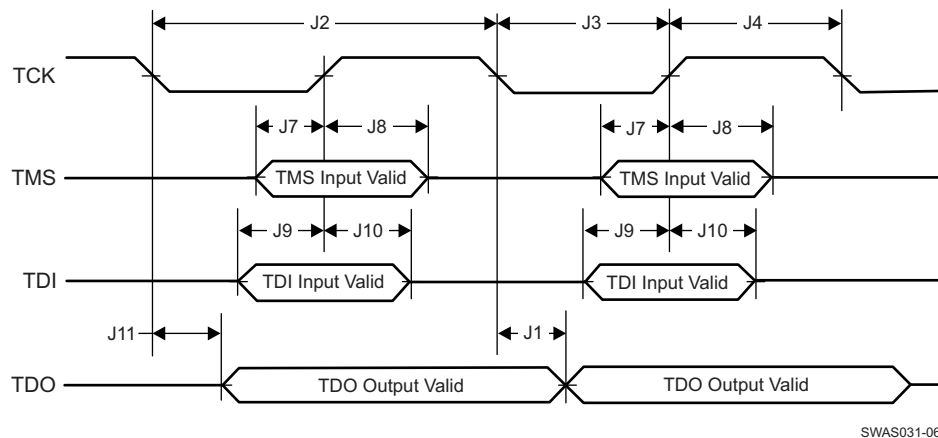 J2
J3
J4
TCK
J7
J8
J7
J8
TMS
TMS Input Valid
TMS Input Valid
J9
J10
J9
J10
TDI
TDI Input Valid
TDI Input Valid
J11
J1
TDO
TDO Output Valid
TDO Output Valid
SWAS031-06